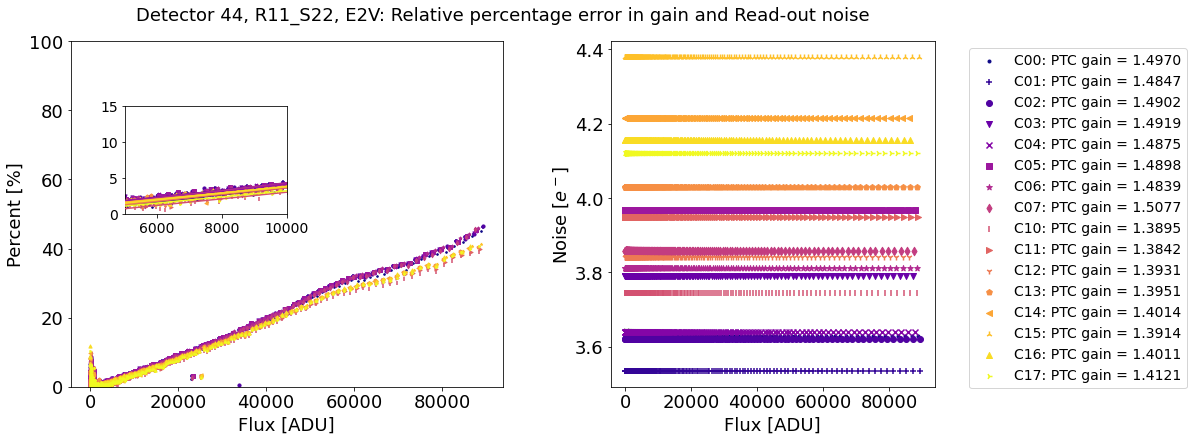 Detector 44, R11_S22, E2V: Relative percentage error in gain and Read-out noise
Percent [%]
100
80
60
40
20
0
15
10
5
0
6000 8000 10000
0 20000 40000 60000 80000
Flux [ADU]
Noise [e⁻]
4.4
4.2
4.0
3.8
3.6
0 20000 40000 60000 80000
Flux [ADU]
C00: PTC gain = 1.4970
C01: PTC gain = 1.4847
C02: PTC gain = 1.4902
C03: PTC gain = 1.4919
C04: PTC gain = 1.4875
C05: PTC gain = 1.4898
C06: PTC gain = 1.4839
C07: PTC gain = 1.5077
C10: PTC gain = 1.3895
C11: PTC gain = 1.3842
C12: PTC gain = 1.3931
C13: PTC gain = 1.3951
C14: PTC gain = 1.4014
C15: PTC gain = 1.3914
C16: PTC gain = 1.4011
C17: PTC gain = 1.4121